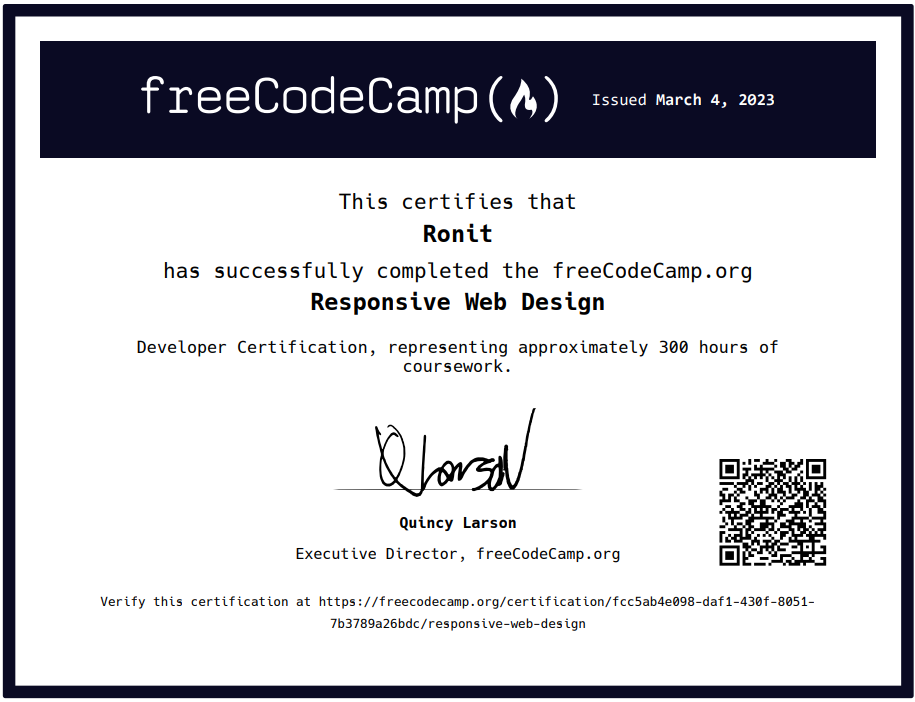 freeCodeCamp(🔥) Issued March 4, 2023
This certifies that
Ronit
has successfully completed the freeCodeCamp.org
Responsive Web Design
Developer Certification, representing approximately 300 hours of
coursework.
Q Larson
Quincy Larson
Executive Director, freeCodeCamp.org
Verify this certification at https://freecodecamp.org/certification/fcc5ab4e098-daf1-430f-8051-
7b3789a26bdc/responsive-web-design